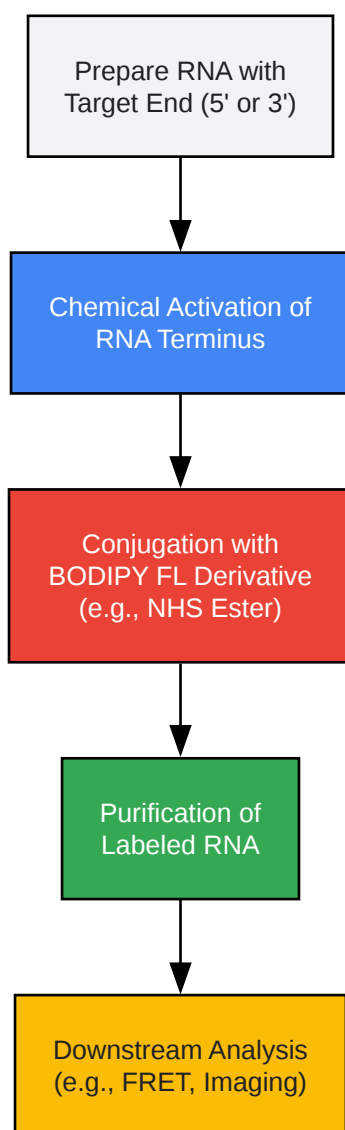 Prepare RNA with
Target End (5' or 3')
Chemical Activation of
RNA Terminus
Conjugation with
BODIPY FL Derivative
(e.g., NHS Ester)
Purification of
Labeled RNA
Downstream Analysis
(e.g., FRET, Imaging)